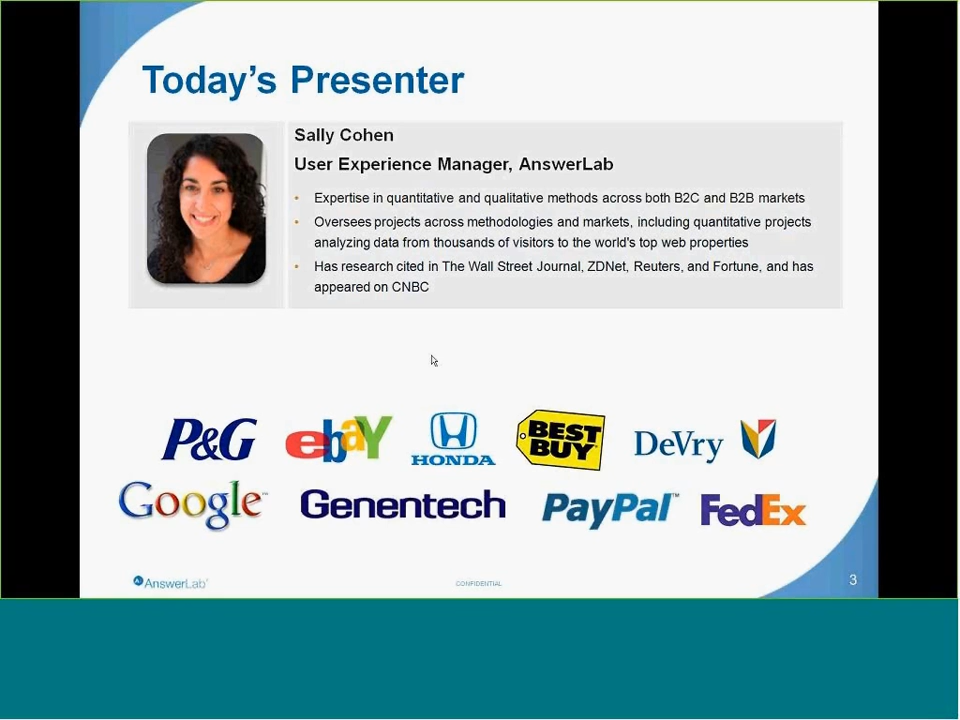 Today's Presenter
Sally Cohen
User Experience Manager, AnswerLab
• Expertise in quantitative and qualitative methods across both B2C and B2B markets
• Oversees projects across methodologies and markets, including quantitative projects
analyzing data from thousands of visitors to the world's top web properties
• Has research cited in The Wall Street Journal, ZDNet, Reuters, and Fortune, and has
appeared on CNBC
P&G ebaY HONDA BEST BUY DeVry
Google™ Genentech PayPal™ FedEx
AnswerLab CONFIDENTIAL 3